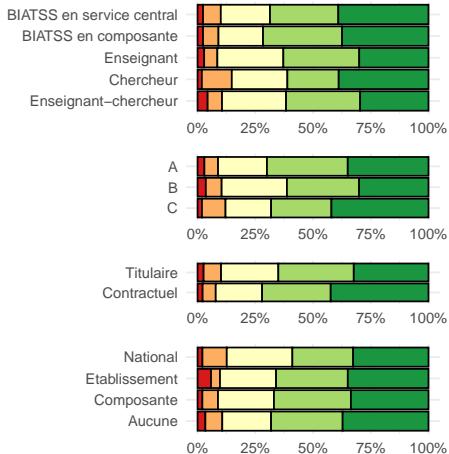 BIATSS en service central
BIATSS en composante
Enseignant
Chercheur
Enseignant−chercheur
0% 25% 50% 75% 100%
A
B
C
0% 25% 50% 75% 100%
Titulaire
Contractuel
0% 25% 50% 75% 100%
National
Etablissement
Composante
Aucune
0% 25% 50% 75% 100%